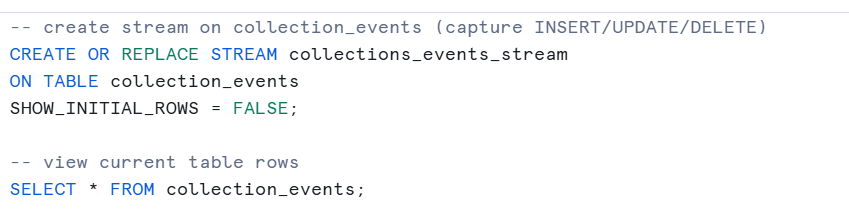 -- create stream on collection_events (capture INSERT/UPDATE/DELETE)
CREATE OR REPLACE STREAM collections_events_stream
ON TABLE collection_events
SHOW_INITIAL_ROWS = FALSE;

-- view current table rows
SELECT * FROM collection_events;